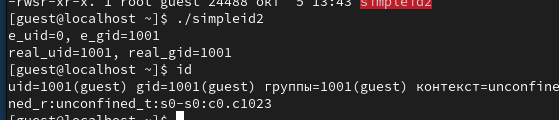 -rwsr-xr-x. 1 root guest 24488 окт  5 13:43 simpleid2
[guest@localhost ~]$ ./simpleid2
e_uid=0, e_gid=1001
real_uid=1001, real_gid=1001
[guest@localhost ~]$ id
uid=1001(guest) gid=1001(guest) группы=1001(guest) контекст=unconfine
ned_r:unconfined_t:s0-s0:c0.c1023
[guest@localhost ~]$